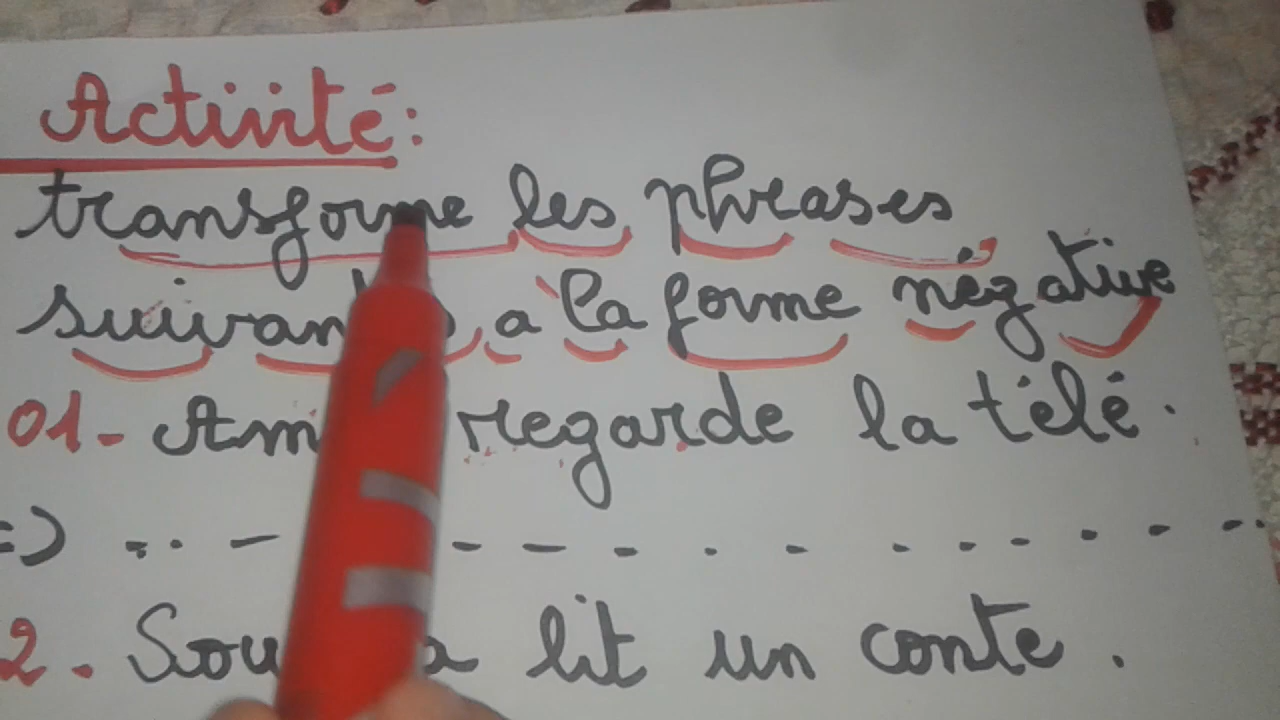 Activité:
transforme les phrases
à la forme négative
01- regarde la télé.
=)
2. lit un conte.